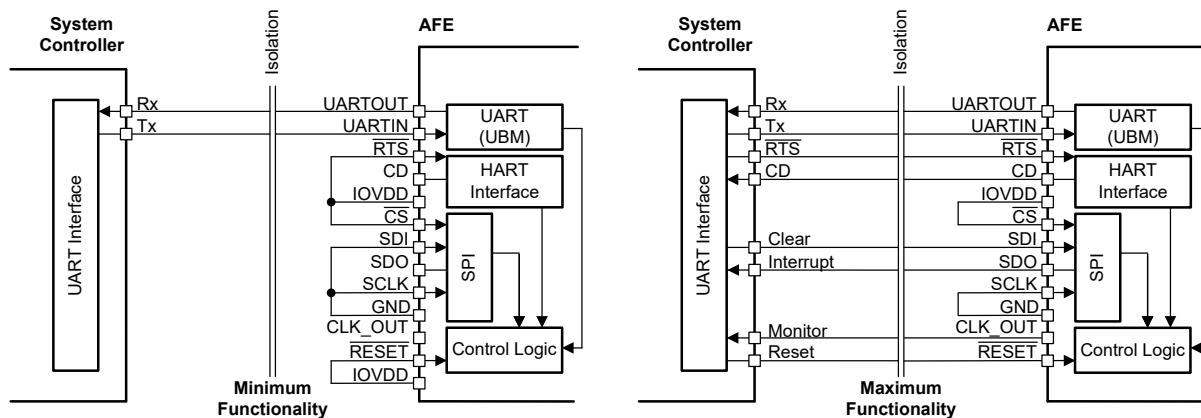 System
Controller
Isolation
AFE
UART Interface
Rx
Tx
UARTOUT
UARTIN
RTS
CD
IOVDD
CS
SDI
SDO
SCLK
GND
CLK_OUT
RESET
IOVDD
UART
(UBM)
HART
Interface
SPI
Control Logic
Minimum
Functionality
System
Controller
Isolation
AFE
UART Interface
Rx
Tx
RTS
CD
Clear
Interrupt
Monitor
Reset
UARTOUT
UARTIN
RTS
CD
IOVDD
CS
SDI
SDO
SCLK
GND
CLK_OUT
RESET
UART
(UBM)
HART
Interface
SPI
Control Logic
Maximum
Functionality